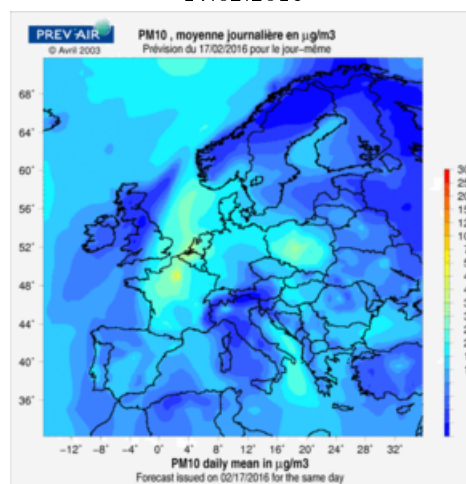 PREV'AIR
© Avril 2003
PM10 , moyenne journalière en µg/m3
Prévision du 17/02/2016 pour le jour−même
68°
64°
60°
56°
52°
48°
44°
40°
36°
−12° −8° −4° 0° 4° 8° 12° 16° 20° 24° 28° 32°
PM10 daily mean in µg/m3
Forecast issued on 02/17/2016 for the same day